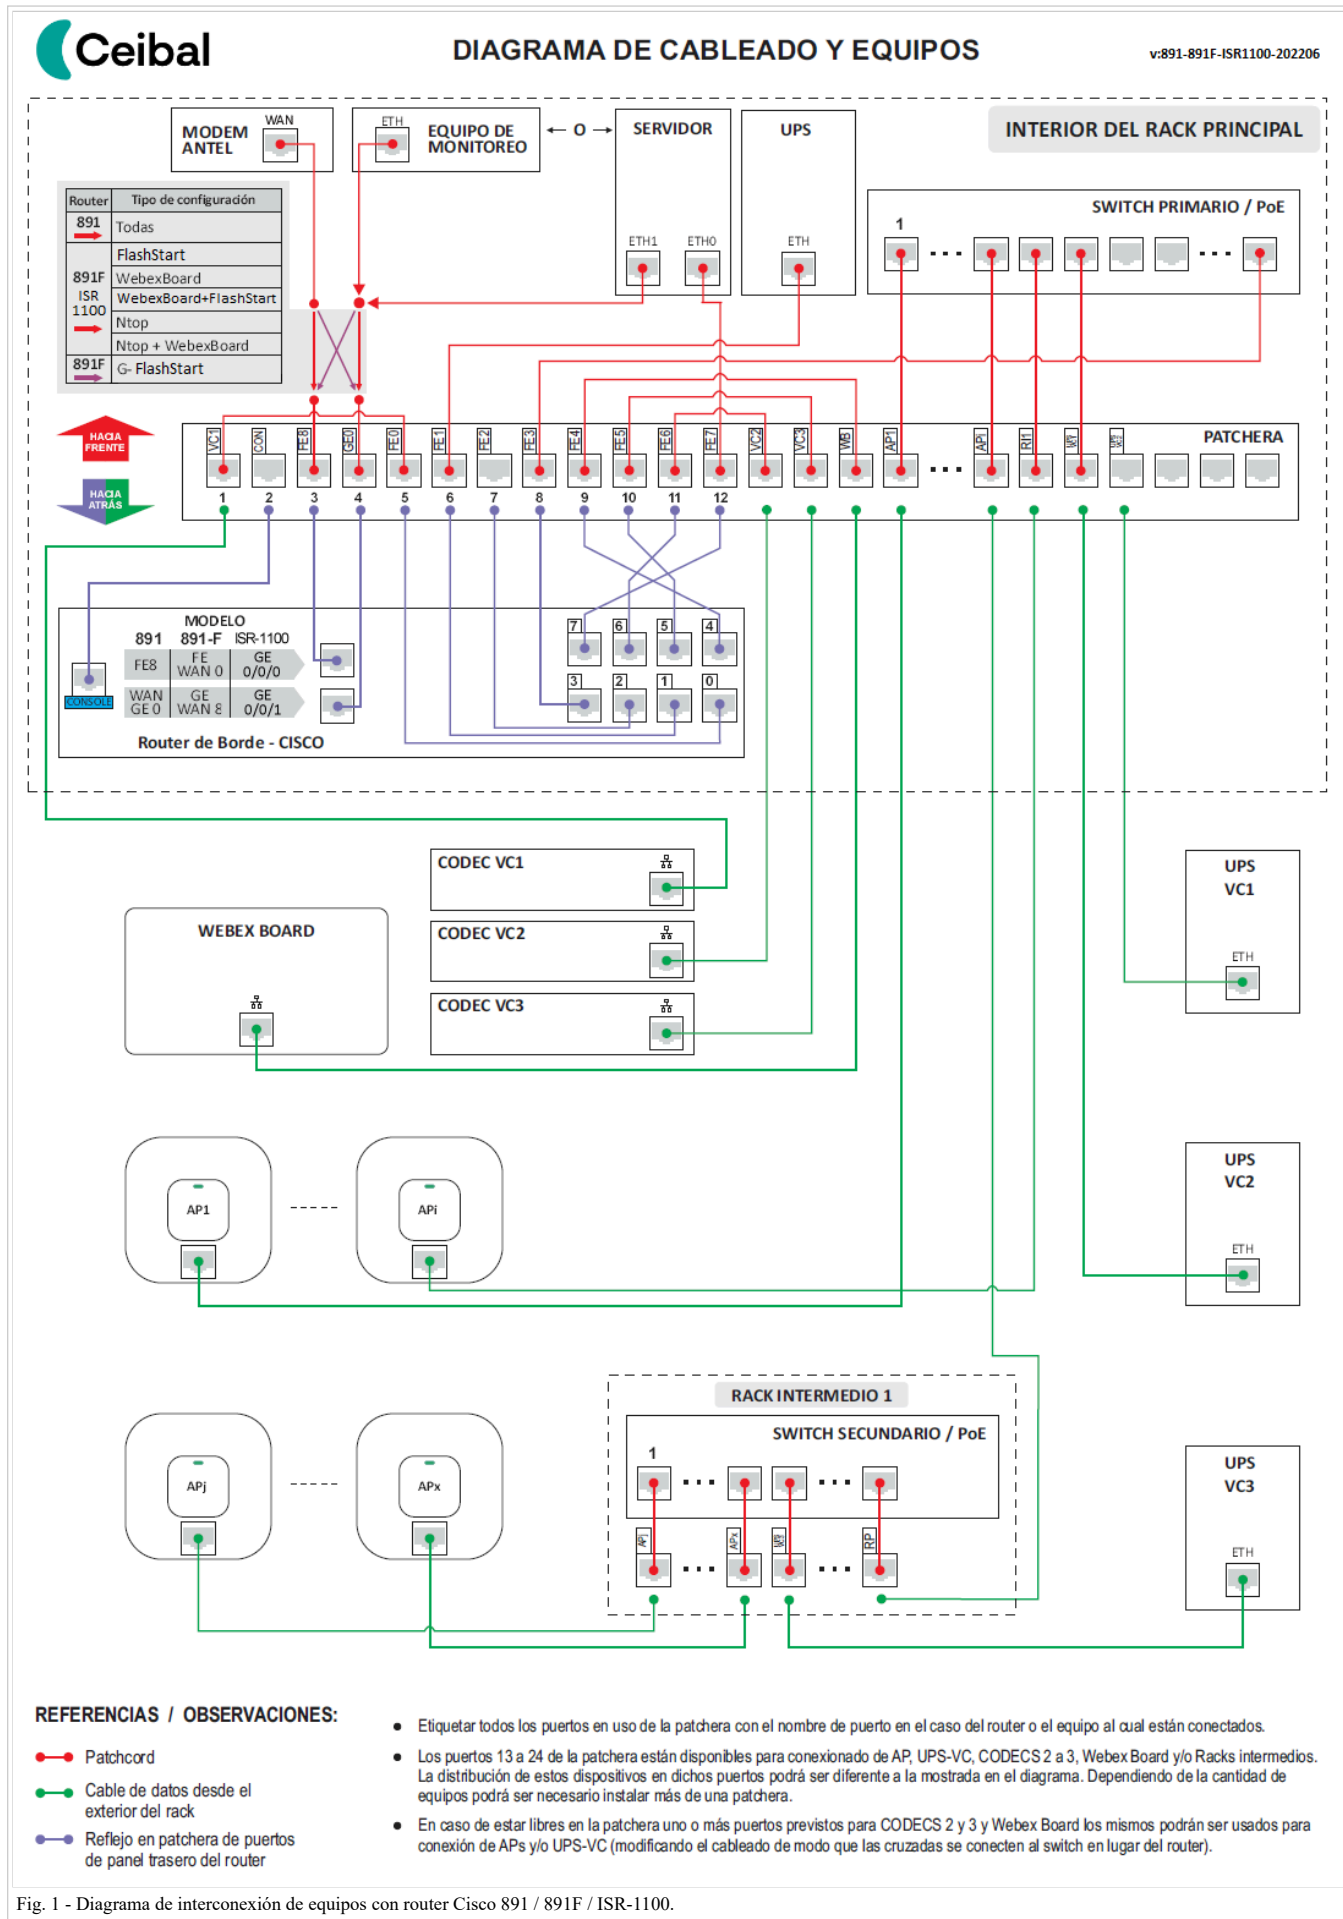 Ceibal
DIAGRAMA DE CABLEADO Y EQUIPOS
v:891-891F-ISR1100-202206
INTERIOR DEL RACK PRINCIPAL
MODEM
ANTEL
WAN
ETH
EQUIPO DE
MONITOREO
O
SERVIDOR
ETH1
ETH0
UPS
ETH
SWITCH PRIMARIO / PoE
1
Router
Tipo de configuración
891
Todas
891F
ISR
1100
FlashStart
WebexBoard
WebexBoard+FlashStart
Ntop
Ntop + WebexBoard
891F
G- FlashStart
HACIA
FRENTE
HACIA
ATRÁS
PATCHERA
VC1
CON
FE8
GE0
FE0
FE1
FE2
FE3
FE4
FE5
FE6
FE7
VC2
VC3
WB
AP1
APi
RI1
1
2
3
4
5
6
7
8
9
10
11
12
MODELO
891
891-F
ISR-1100
FE8
FE
WAN 0
GE
0/0/0
WAN
GE 0
GE
WAN 8
GE
0/0/1
CONSOLE
Router de Borde - CISCO
7
6
5
4
3
2
1
0
CODEC VC1
CODEC VC2
CODEC VC3
WEBEX BOARD
UPS
VC1
ETH
AP1
APi
UPS
VC2
ETH
RACK INTERMEDIO 1
SWITCH SECUNDARIO / PoE
1
APj
APx
RP
APj
APx
UPS
VC3
ETH
REFERENCIAS / OBSERVACIONES:
Patchcord
Cable de datos desde el
exterior del rack
Reflejo en patchera de puertos
de panel trasero del router
● Etiquetar todos los puertos en uso de la patchera con el nombre de puerto en el caso del router o el equipo al cual están conectados.
● Los puertos 13 a 24 de la patchera están disponibles para conexionado de AP, UPS-VC, CODECS 2 a 3, Webex Board y/o Racks intermedios.
La distribución de estos dispositivos en dichos puertos podrá ser diferente a la mostrada en el diagrama. Dependiendo de la cantidad de
equipos podrá ser necesario instalar más de una patchera.
● En caso de estar libres en la patchera uno o más puertos previstos para CODECS 2 y 3 y Webex Board los mismos podrán ser usados para
conexión de APs y/o UPS-VC (modificando el cableado de modo que las cruzadas se conecten al switch en lugar del router).
Fig. 1 - Diagrama de interconexión de equipos con router Cisco 891 / 891F / ISR-1100.